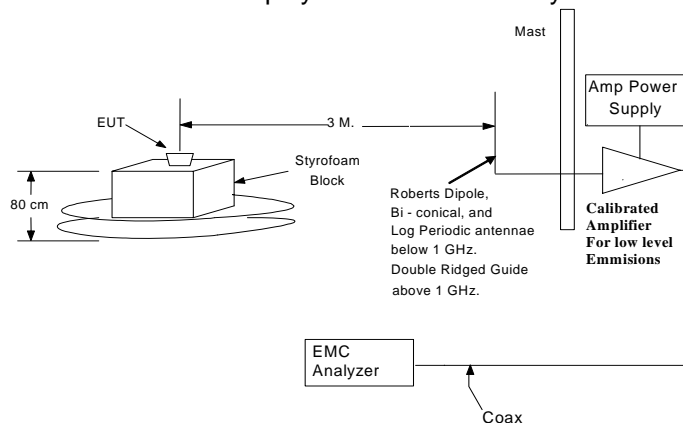 Mast
Amp Power
Supply
EUT
3 M.
Styrofoam
Block
80 cm
Roberts Dipole,
Bi - conical, and
Log Periodic antennae
below 1 GHz.
Double Ridged Guide
above 1 GHz.
Calibrated
Amplifier
For low level
Emmisions
EMC
Analyzer
Coax